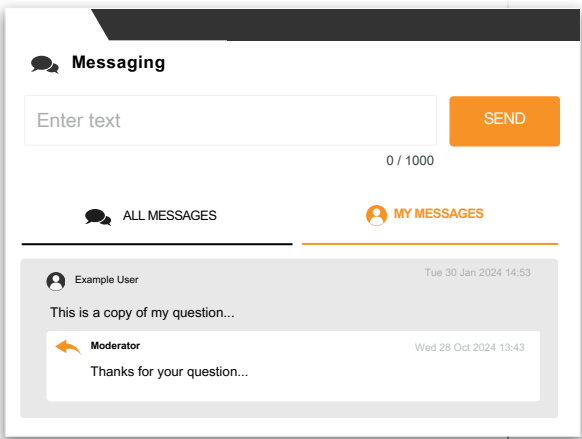 Messaging
Enter text
SEND
0 / 1000
ALL MESSAGES
MY MESSAGES
Example User
Tue 30 Jan 2024 14:53
This is a copy of my question...
Moderator
Wed 28 Oct 2024 13:43
Thanks for your question...